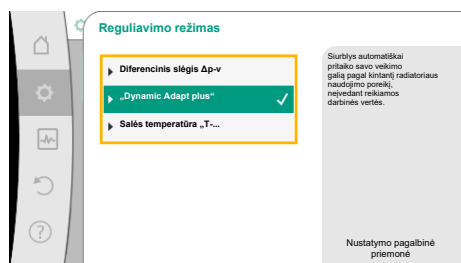 Reguliavimo režimas
Diferencinis slėgis Δp-v
„Dynamic Adapt plus“
Salės temperatūra „T-...
Siurblys automatiškai
pritaiko savo veikimo
galią pagal kintantį radiatoriaus
naudojimo poreikį,
neįvedant reikiamos
darbinės vertės.
Nustatymo pagalbinė
priemonė